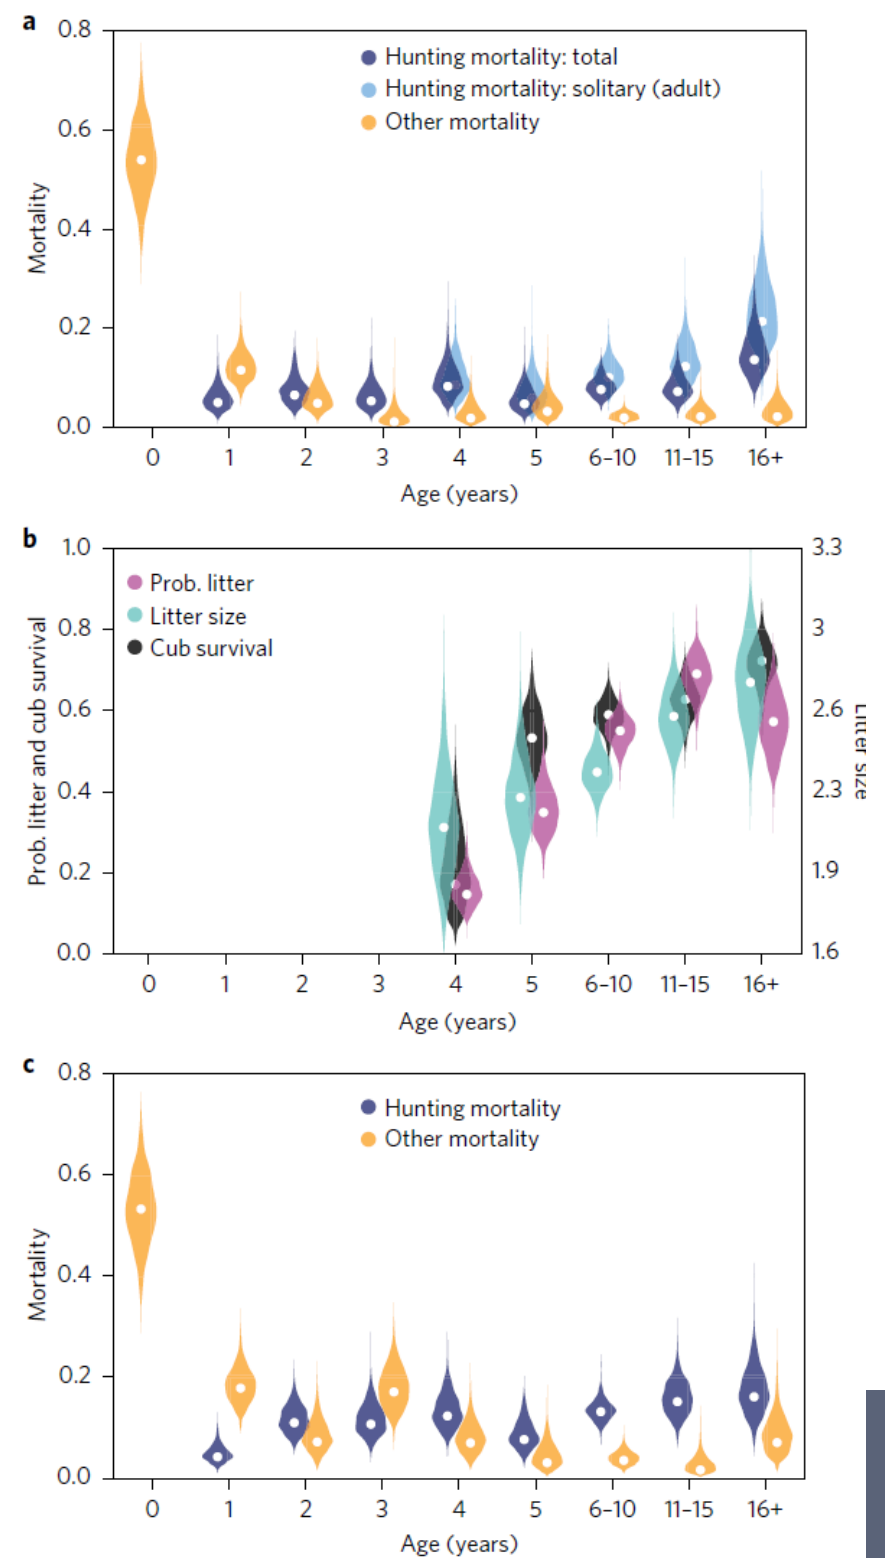 a
0.8
0.6
0.4
0.2
0.0
Mortality
Hunting mortality: total
Hunting mortality: solitary (adult)
Other mortality
0 1 2 3 4 5 6–10 11–15 16+
Age (years)
b
1.0
0.8
0.6
0.4
0.2
0.0
Prob. litter and cub survival
Prob. litter
Litter size
Cub survival
3.3
3
2.6
2.3
1.9
1.6
Litter size
0 1 2 3 4 5 6–10 11–15 16+
Age (years)
c
0.8
0.6
0.4
0.2
0.0
Mortality
Hunting mortality
Other mortality
0 1 2 3 4 5 6–10 11–15 16+
Age (years)